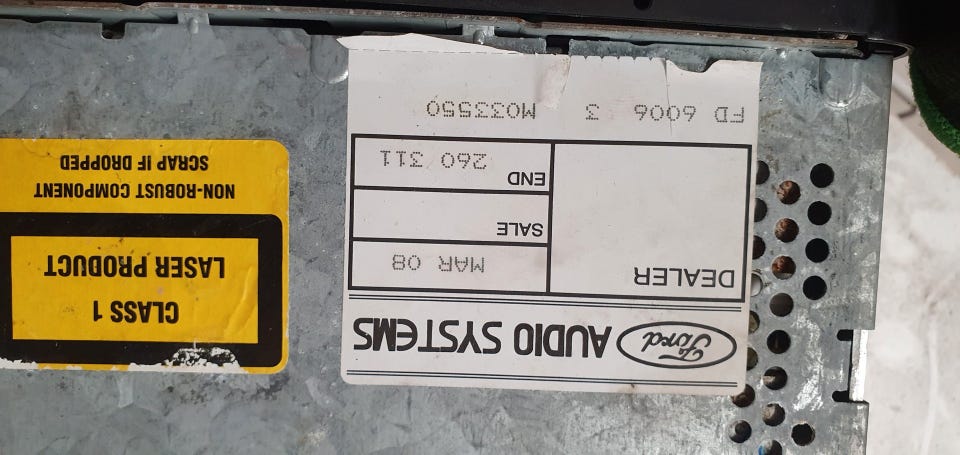 Ford AUDIO SYSTEMS
DEALER
MAR 08
SALE
END 260 311
FD 6006 3 M033550
CLASS 1
LASER PRODUCT
NON-ROBUST COMPONENT
SCRAP IF DROPPED